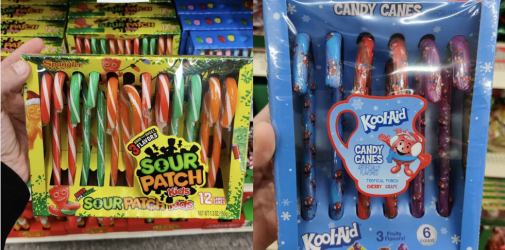 Spangler
3
FLAVORS
SOUR
PATCH
Kids
12
SOUR PATCH
CANDY CANES
Kool-Aid
CANDY
CANES
TROPICAL PUNCH
CHERRY GRAPE
Kool-Aid
3 Fruity
Flavors!
6